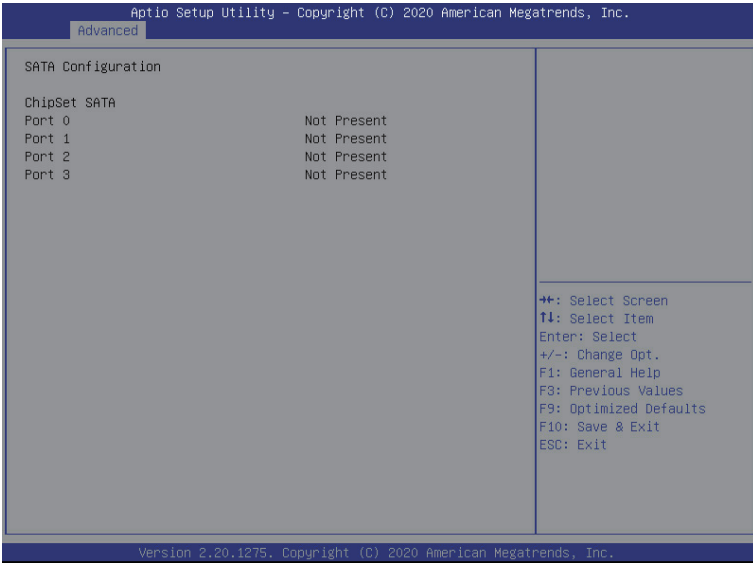 Aptio Setup Utility – Copyright (C) 2020 American Megatrends, Inc.
Advanced
SATA Configuration
ChipSet SATA
Port 0 Not Present
Port 1 Not Present
Port 2 Not Present
Port 3 Not Present
→←: Select Screen
↑↓: Select Item
Enter: Select
+/-: Change Opt.
F1: General Help
F3: Previous Values
F9: Optimized Defaults
F10: Save & Exit
ESC: Exit
Version 2.20.1275. Copyright (C) 2020 American Megatrends, Inc.